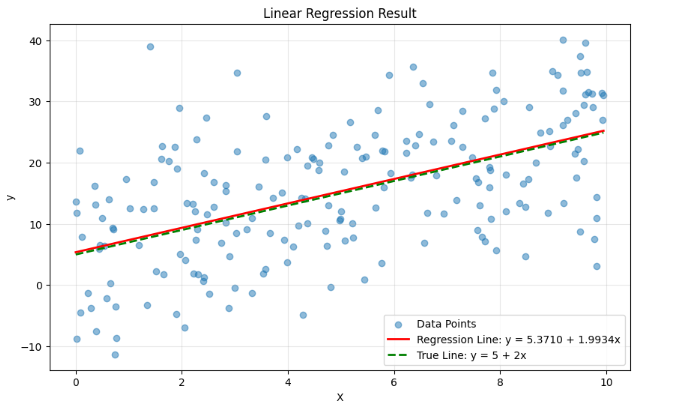 Linear Regression Result
40
30
20
10
0
−10
y
Data Points
Regression Line: y = 5.3710 + 1.9934x
True Line: y = 5 + 2x
0 2 4 6 8 10
X